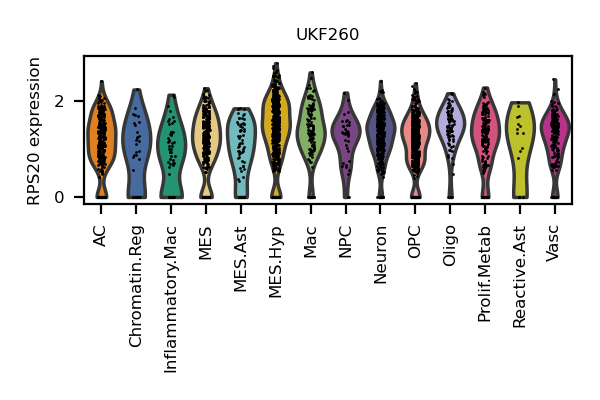 UKF260
RPS20 expression
2
0
AC
Chromatin.Reg
Inflammatory.Mac
MES
MES.Ast
MES.Hyp
Mac
NPC
Neuron
OPC
Oligo
Prolif.Metab
Reactive.Ast
Vasc